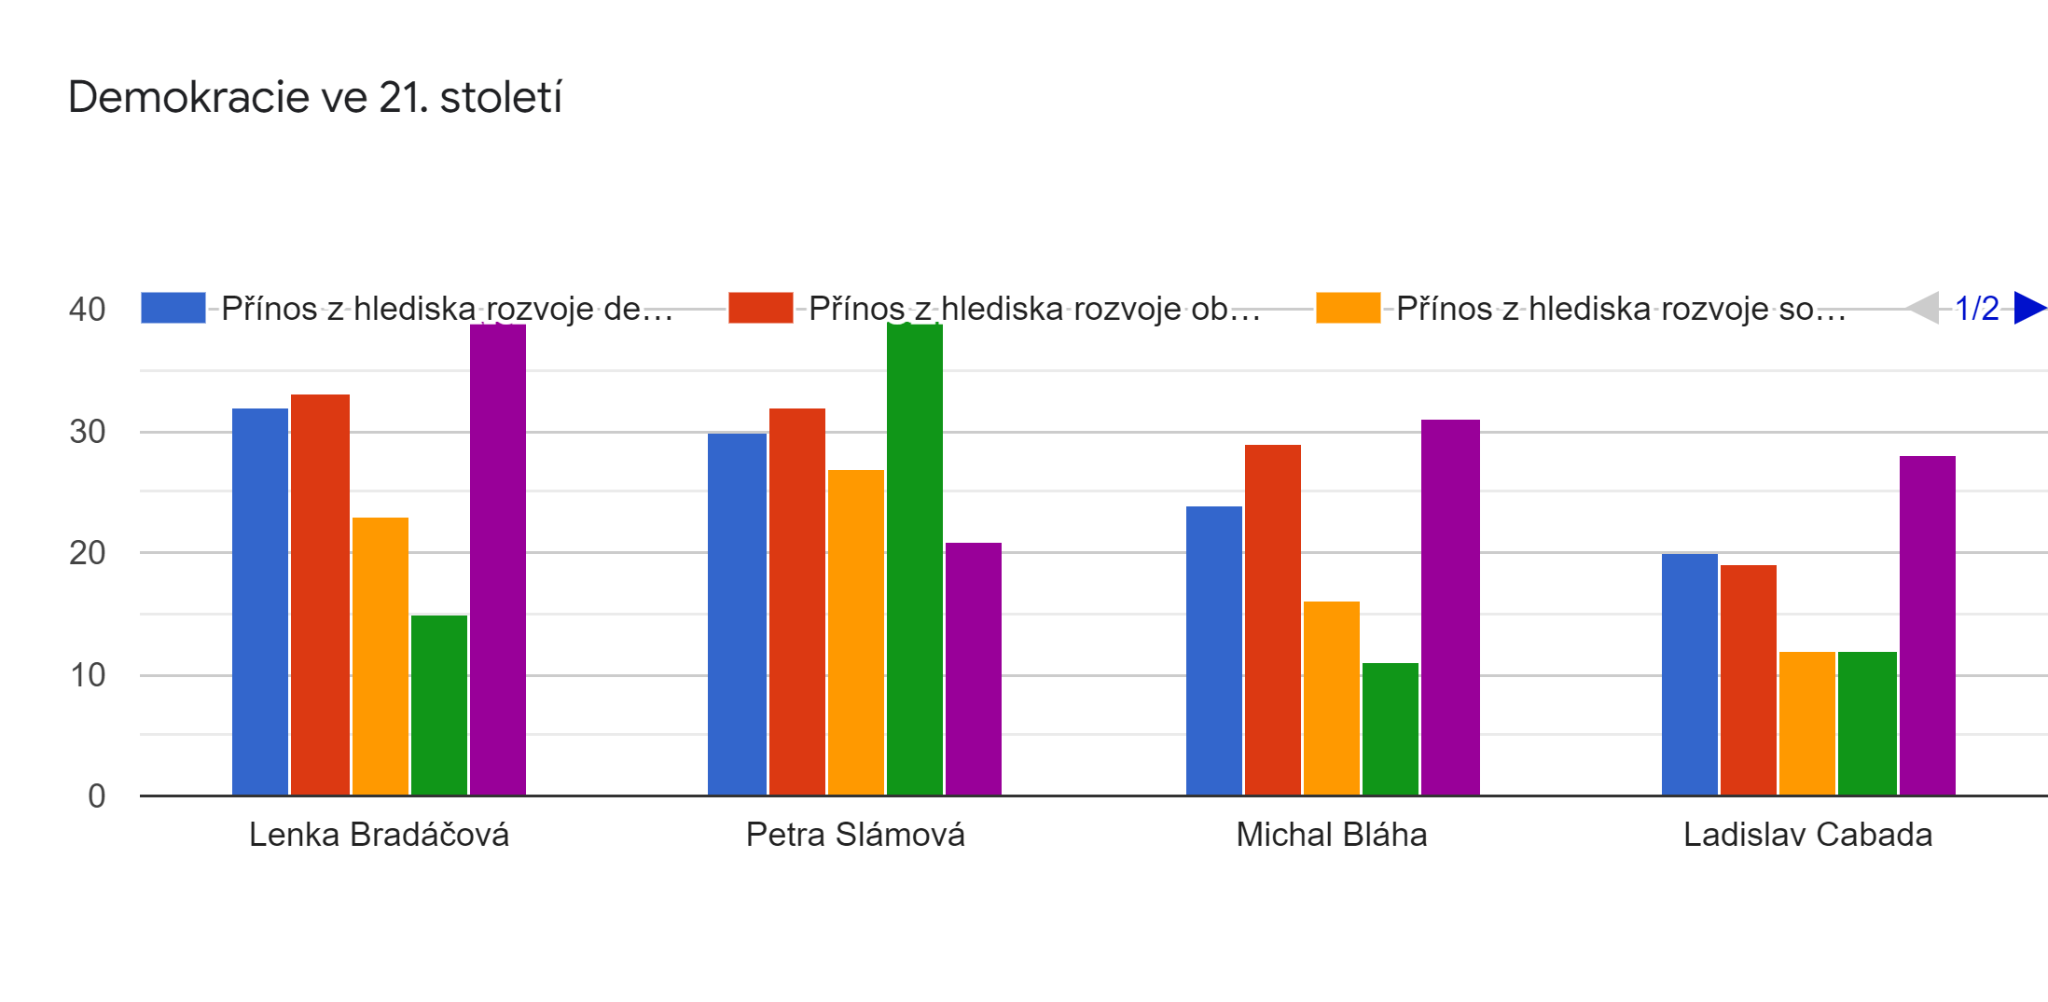 Demokracie ve 21. století
Přínos z hlediska rozvoje de…
Přínos z hlediska rozvoje ob…
Přínos z hlediska rozvoje so…
1/2
40
30
20
10
0
Lenka Bradáčová
Petra Slámová
Michal Bláha
Ladislav Cabada